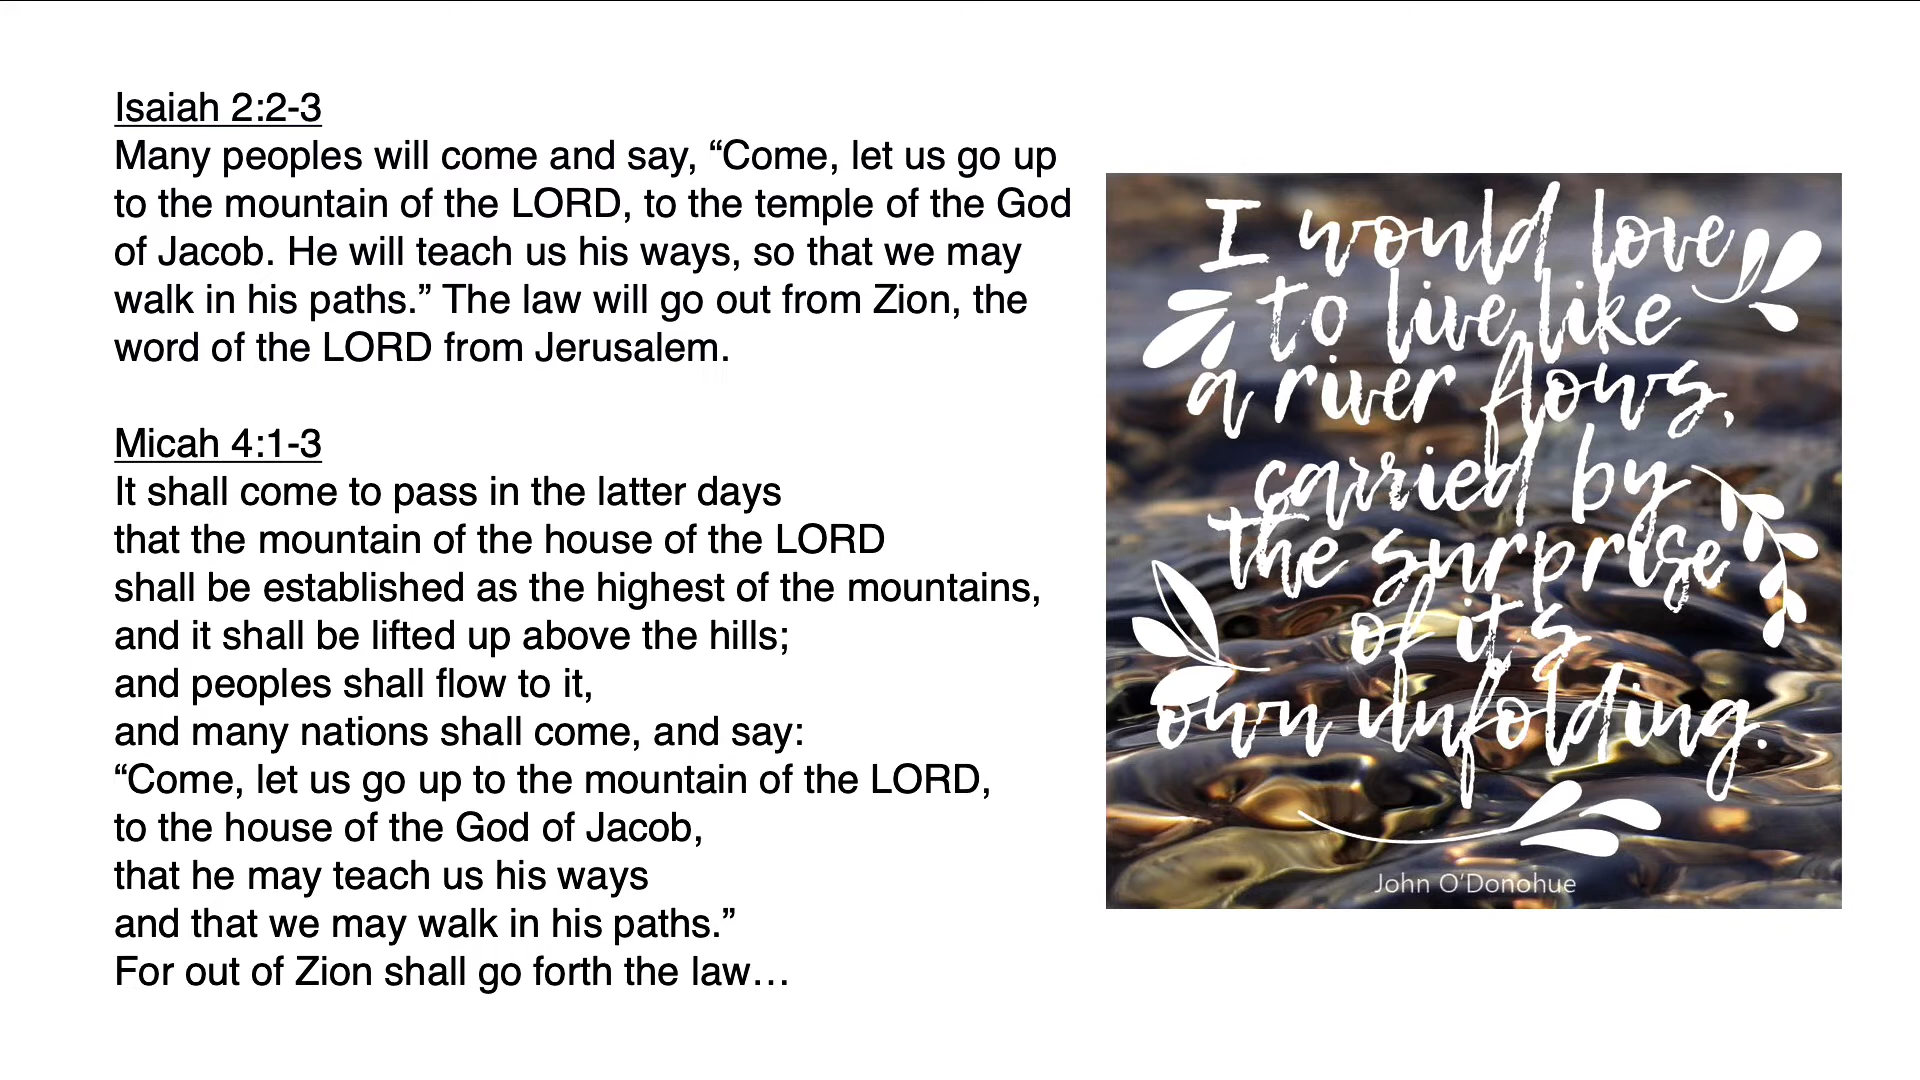 Isaiah 2:2-3
Many peoples will come and say, “Come, let us go up
to the mountain of the LORD, to the temple of the God
of Jacob. He will teach us his ways, so that we may
walk in his paths.” The law will go out from Zion, the
word of the LORD from Jerusalem.
Micah 4:1-3
It shall come to pass in the latter days
that the mountain of the house of the LORD
shall be established as the highest of the mountains,
and it shall be lifted up above the hills;
and peoples shall flow to it,
and many nations shall come, and say:
“Come, let us go up to the mountain of the LORD,
to the house of the God of Jacob,
that he may teach us his ways
and that we may walk in his paths.”
For out of Zion shall go forth the law…
I would love
to live like
a river flows,
carried by
the surprise
of it's
own unfolding.
John O'Donohue